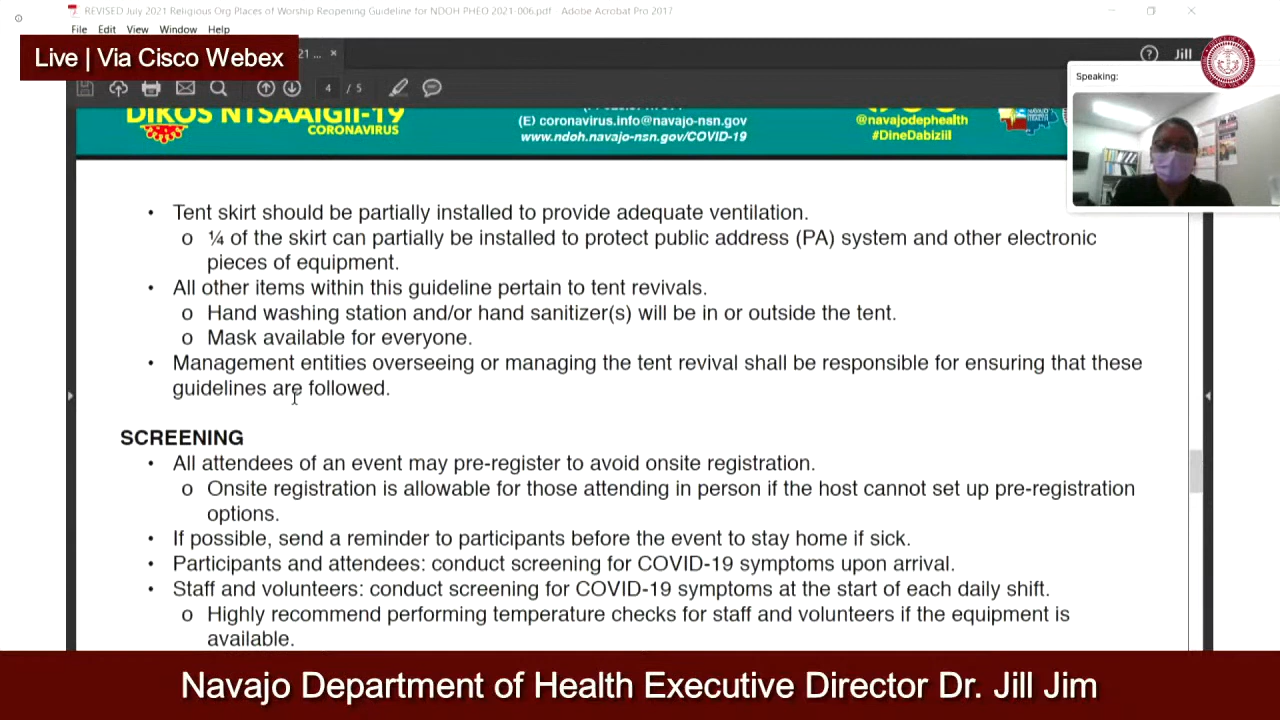 REVISED July 2021 Religious Org Places of Worship Reopening Guideline for NDOH PHEO 2021-006.pdf - Adobe Acrobat Pro 2017
File Edit View Window Help
Live | Via Cisco Webex
21 ... ×
Jill
4 / 5
Speaking:
DIKOS NTSAAÍGII-19
CORONAVIRUS
(E) coronavirus.info@navajo-nsn.gov
www.ndoh.navajo-nsn.gov/COVID-19
@navajodephealth
#DineDabiziil
• Tent skirt should be partially installed to provide adequate ventilation.
o ¼ of the skirt can partially be installed to protect public address (PA) system and other electronic
pieces of equipment.
• All other items within this guideline pertain to tent revivals.
o Hand washing station and/or hand sanitizer(s) will be in or outside the tent.
o Mask available for everyone.
• Management entities overseeing or managing the tent revival shall be responsible for ensuring that these
guidelines are followed.
SCREENING
• All attendees of an event may pre-register to avoid onsite registration.
o Onsite registration is allowable for those attending in person if the host cannot set up pre-registration
options.
• If possible, send a reminder to participants before the event to stay home if sick.
• Participants and attendees: conduct screening for COVID-19 symptoms upon arrival.
• Staff and volunteers: conduct screening for COVID-19 symptoms at the start of each daily shift.
o Highly recommend performing temperature checks for staff and volunteers if the equipment is
available.
Navajo Department of Health Executive Director Dr. Jill Jim